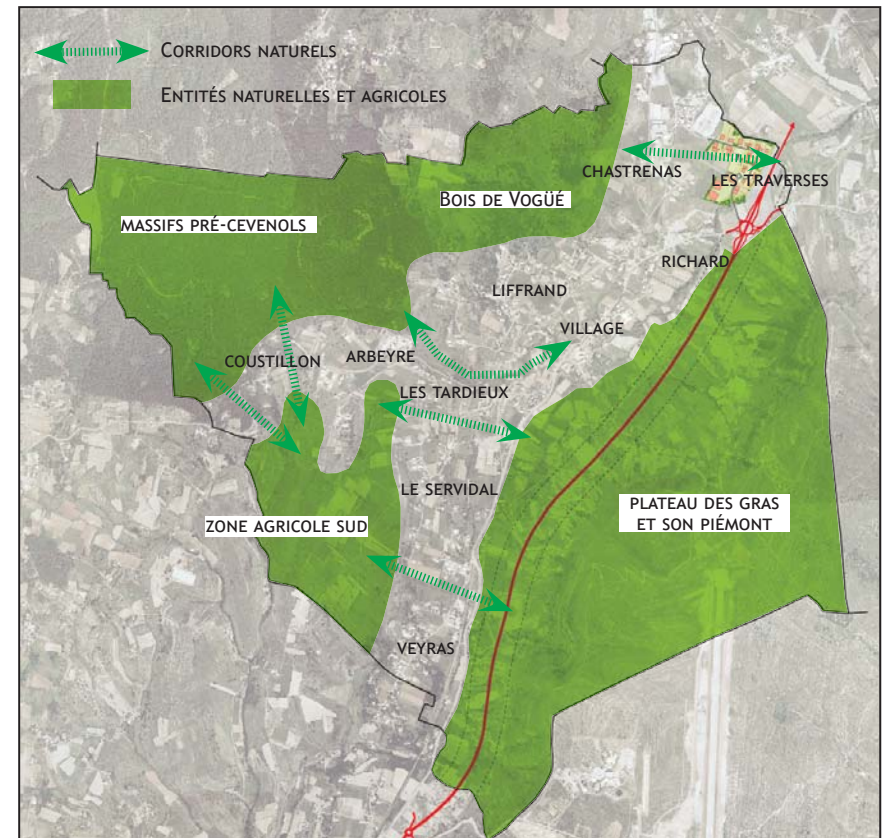 CORRIDORS NATURELS
ENTITÉS NATURELLES ET AGRICOLES
CHASTRENAS
LES TRAVERSES
BOIS DE VOGÜÉ
MASSIFS PRÉ-CEVENOLS
RICHARD
LIFFRAND
VILLAGE
COUSTILLON
ARBEYRE
LES TARDIEUX
LE SERVIDAL
PLATEAU DES GRAS
ET SON PIÉMONT
ZONE AGRICOLE SUD
VEYRAS